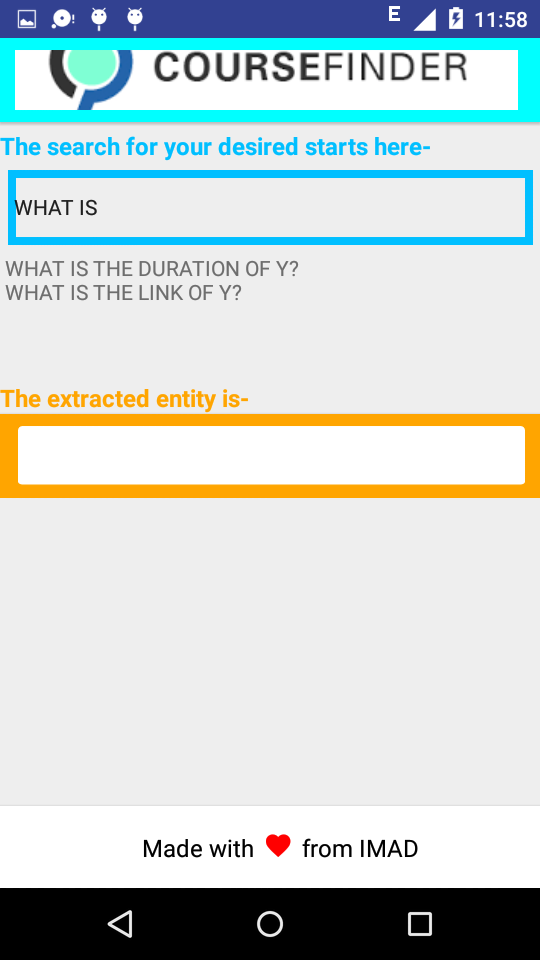 E 11:58
COURSEFINDER
The search for your desired starts here-
WHAT IS
WHAT IS THE DURATION OF Y?
WHAT IS THE LINK OF Y?
The extracted entity is-
Made with ❤ from IMAD